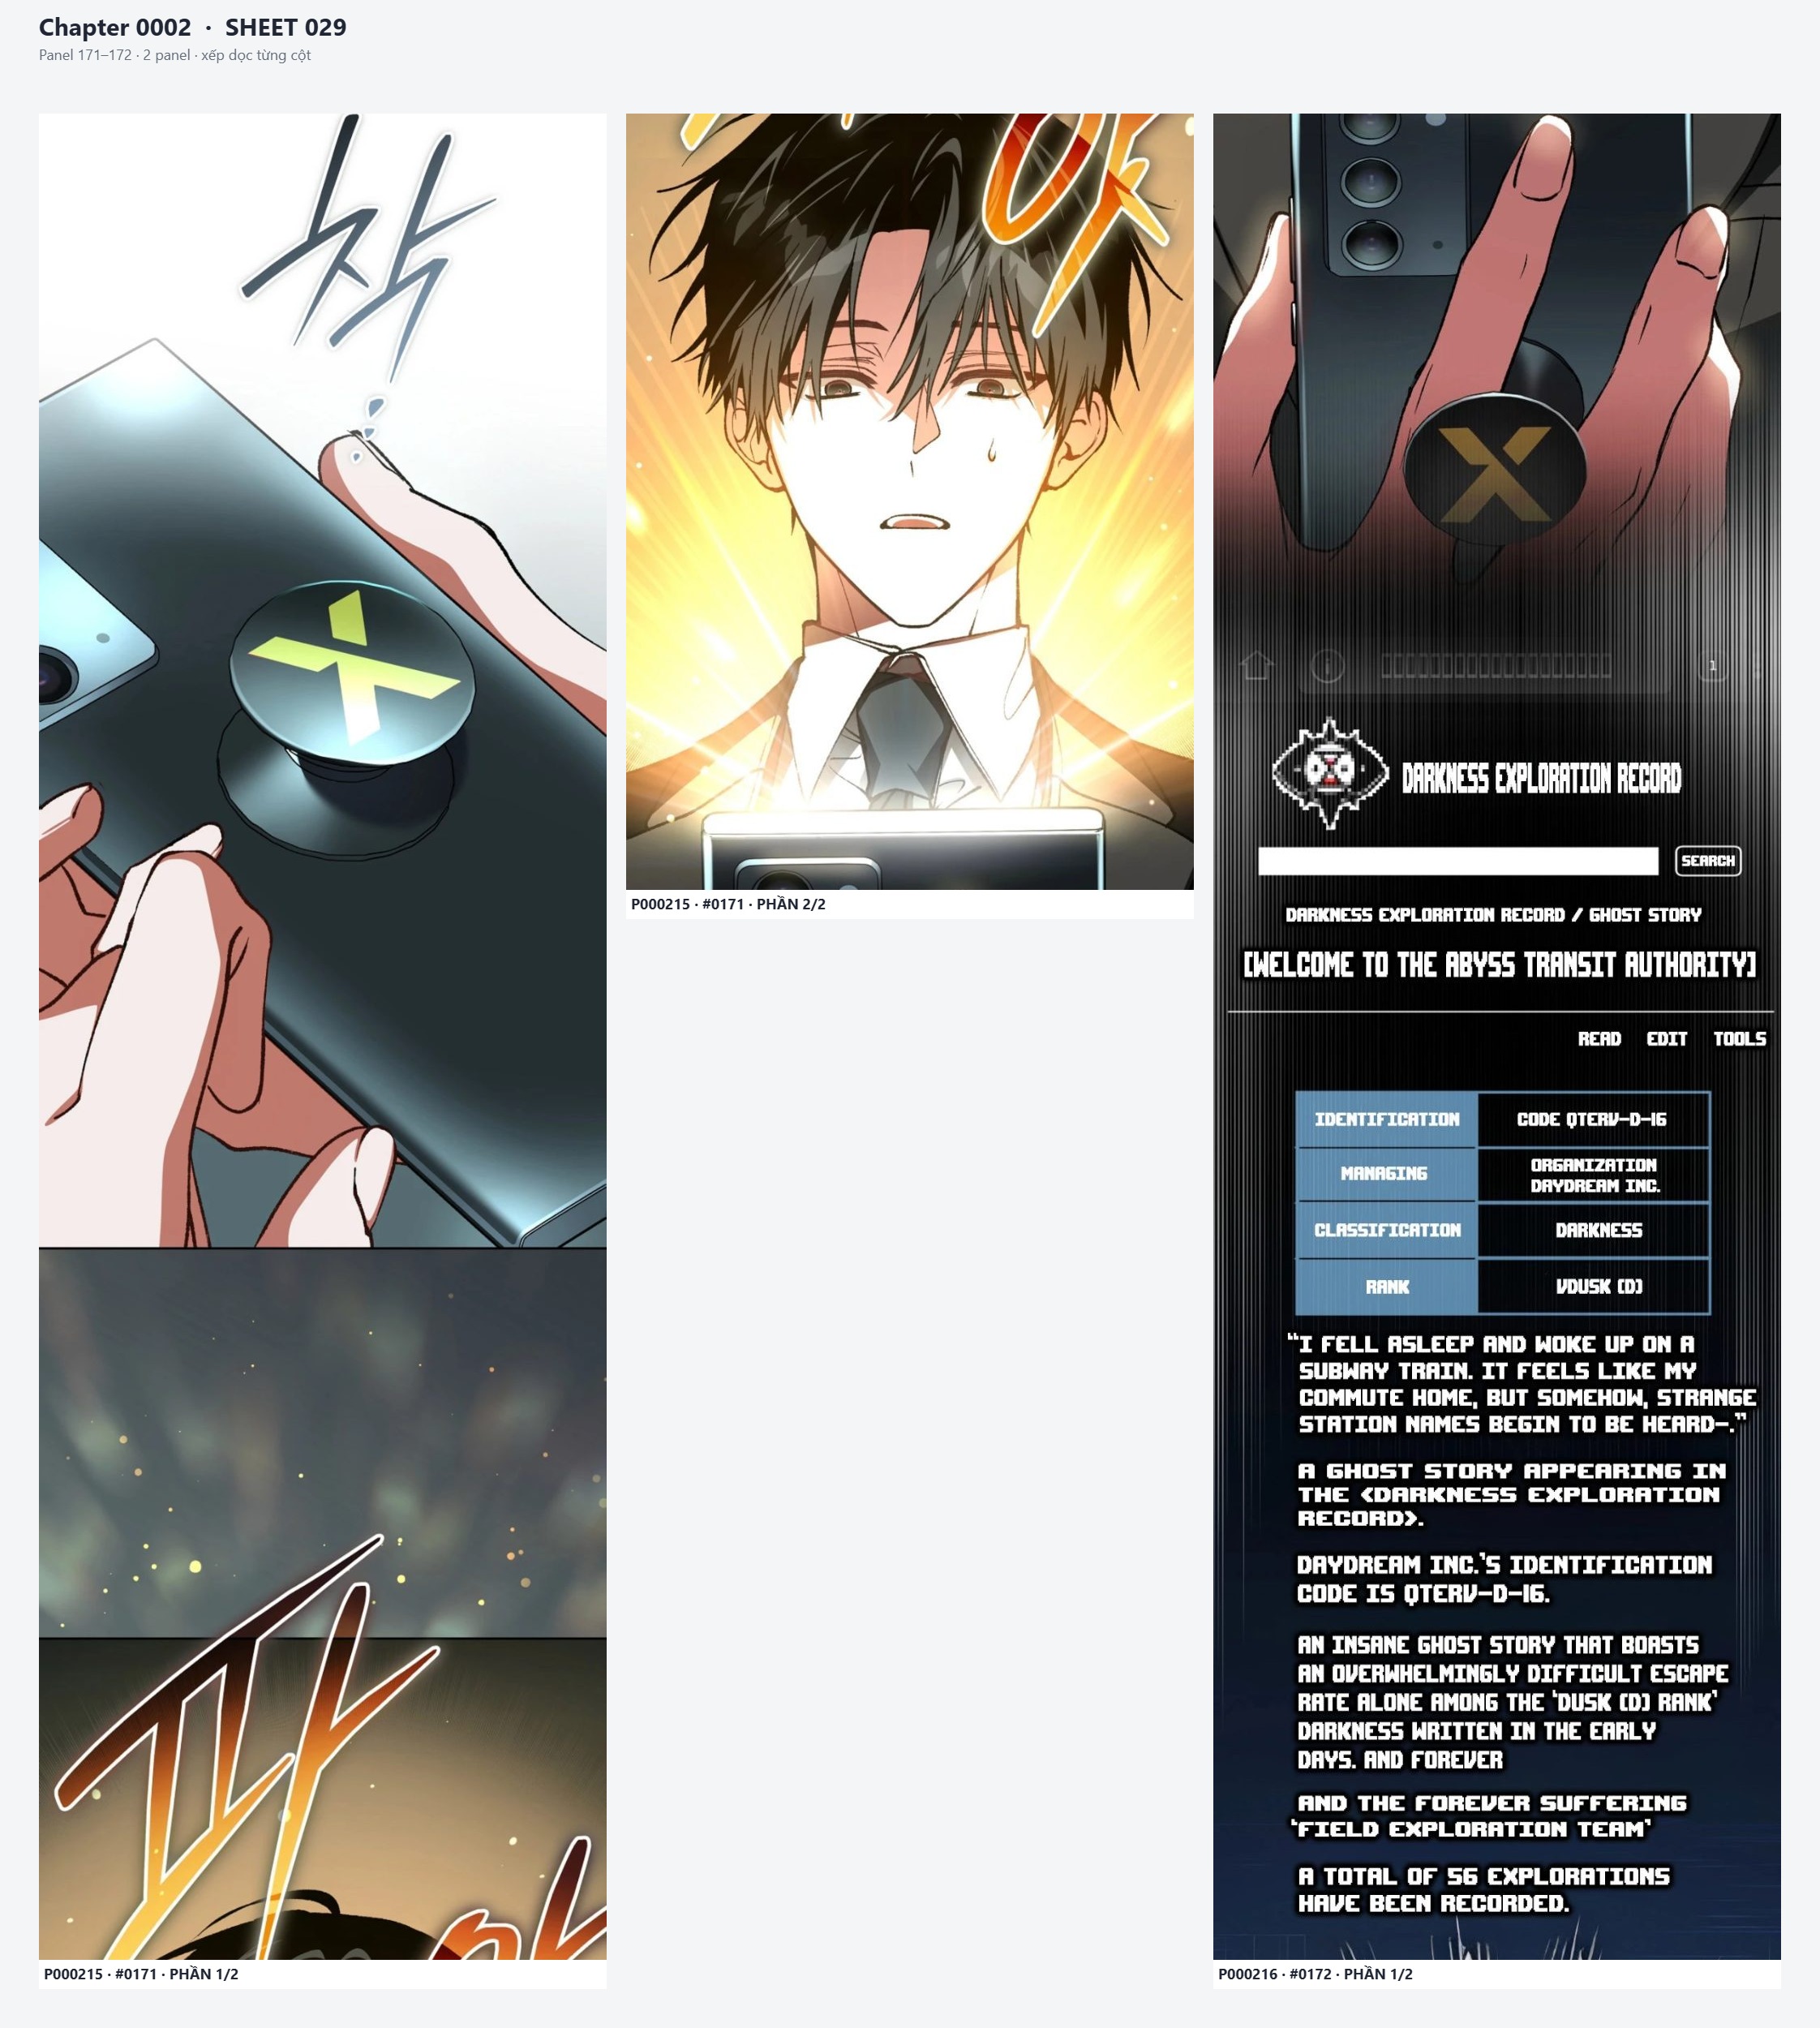 Chapter 0002 · SHEET 029
Panel 171–172 · 2 panel · xếp dọc từng cột
착
X
P000215 · #0171 · PHẦN 1/2
P000215 · #0171 · PHẦN 2/2
X
1
DARKNESS EXPLORATION RECORD
SEARCH
DARKNESS EXPLORATION RECORD / GHOST STORY
[WELCOME TO THE ABYSS TRANSIT AUTHORITY]
READ EDIT TOOLS
IDENTIFICATION CODE QTERV-D-16
MANAGING ORGANIZATION
DAYDREAM INC.
CLASSIFICATION DARKNESS
RANK VDUSK (D)
"I FELL ASLEEP AND WOKE UP ON A
SUBWAY TRAIN. IT FEELS LIKE MY
COMMUTE HOME, BUT SOMEHOW, STRANGE
STATION NAMES BEGIN TO BE HEARD-."
A GHOST STORY APPEARING IN
THE <DARKNESS EXPLORATION
RECORD>.
DAYDREAM INC.'S IDENTIFICATION
CODE IS QTERV-D-16.
AN INSANE GHOST STORY THAT BOASTS
AN OVERWHELMINGLY DIFFICULT ESCAPE
RATE ALONE AMONG THE 'DUSK (D) RANK'
DARKNESS WRITTEN IN THE EARLY
DAYS. AND FOREVER
AND THE FOREVER SUFFERING
'FIELD EXPLORATION TEAM'
A TOTAL OF 56 EXPLORATIONS
HAVE BEEN RECORDED.
P000216 · #0172 · PHẦN 1/2